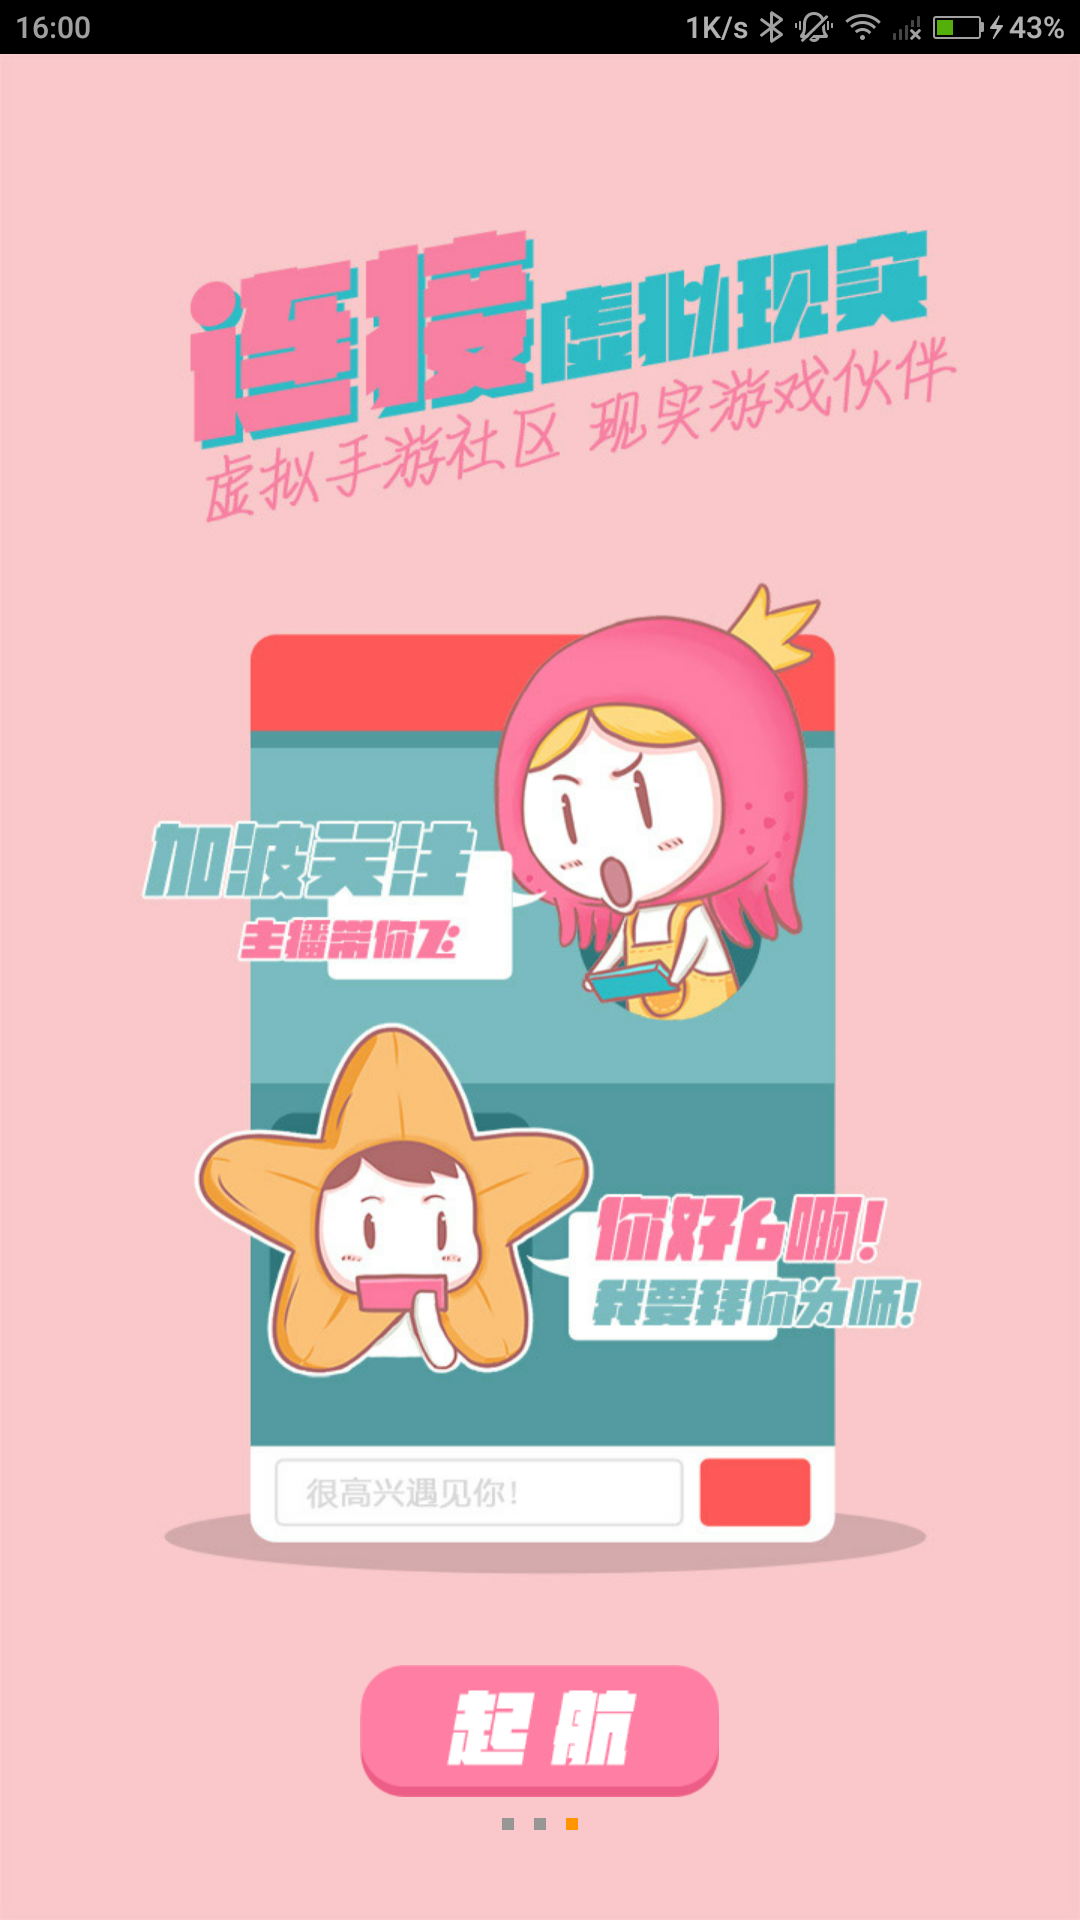 16:00 1K/s 43%
连接虚拟现实
虚拟手游社区 现实游戏伙伴
加波关注
主播带你飞
你好6啊!
我要拜你为师!
很高兴遇见你!
起航